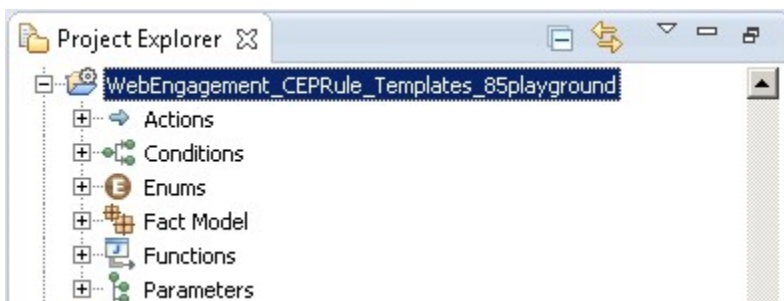 Project Explorer
WebEngagement_CEPRule_Templates_85playground
Actions
Conditions
Enums
Fact Model
Functions
Parameters